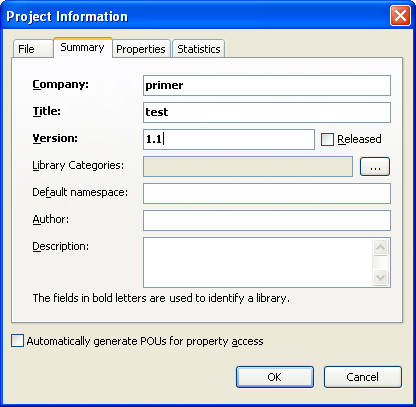 Project Information
File Summary Properties Statistics
Company: primer
Title: test
Version: 1.1 Released
Library Categories: ...
Default namespace:
Author:
Description:
The fields in bold letters are used to identify a library.
Automatically generate POUs for property access
OK Cancel